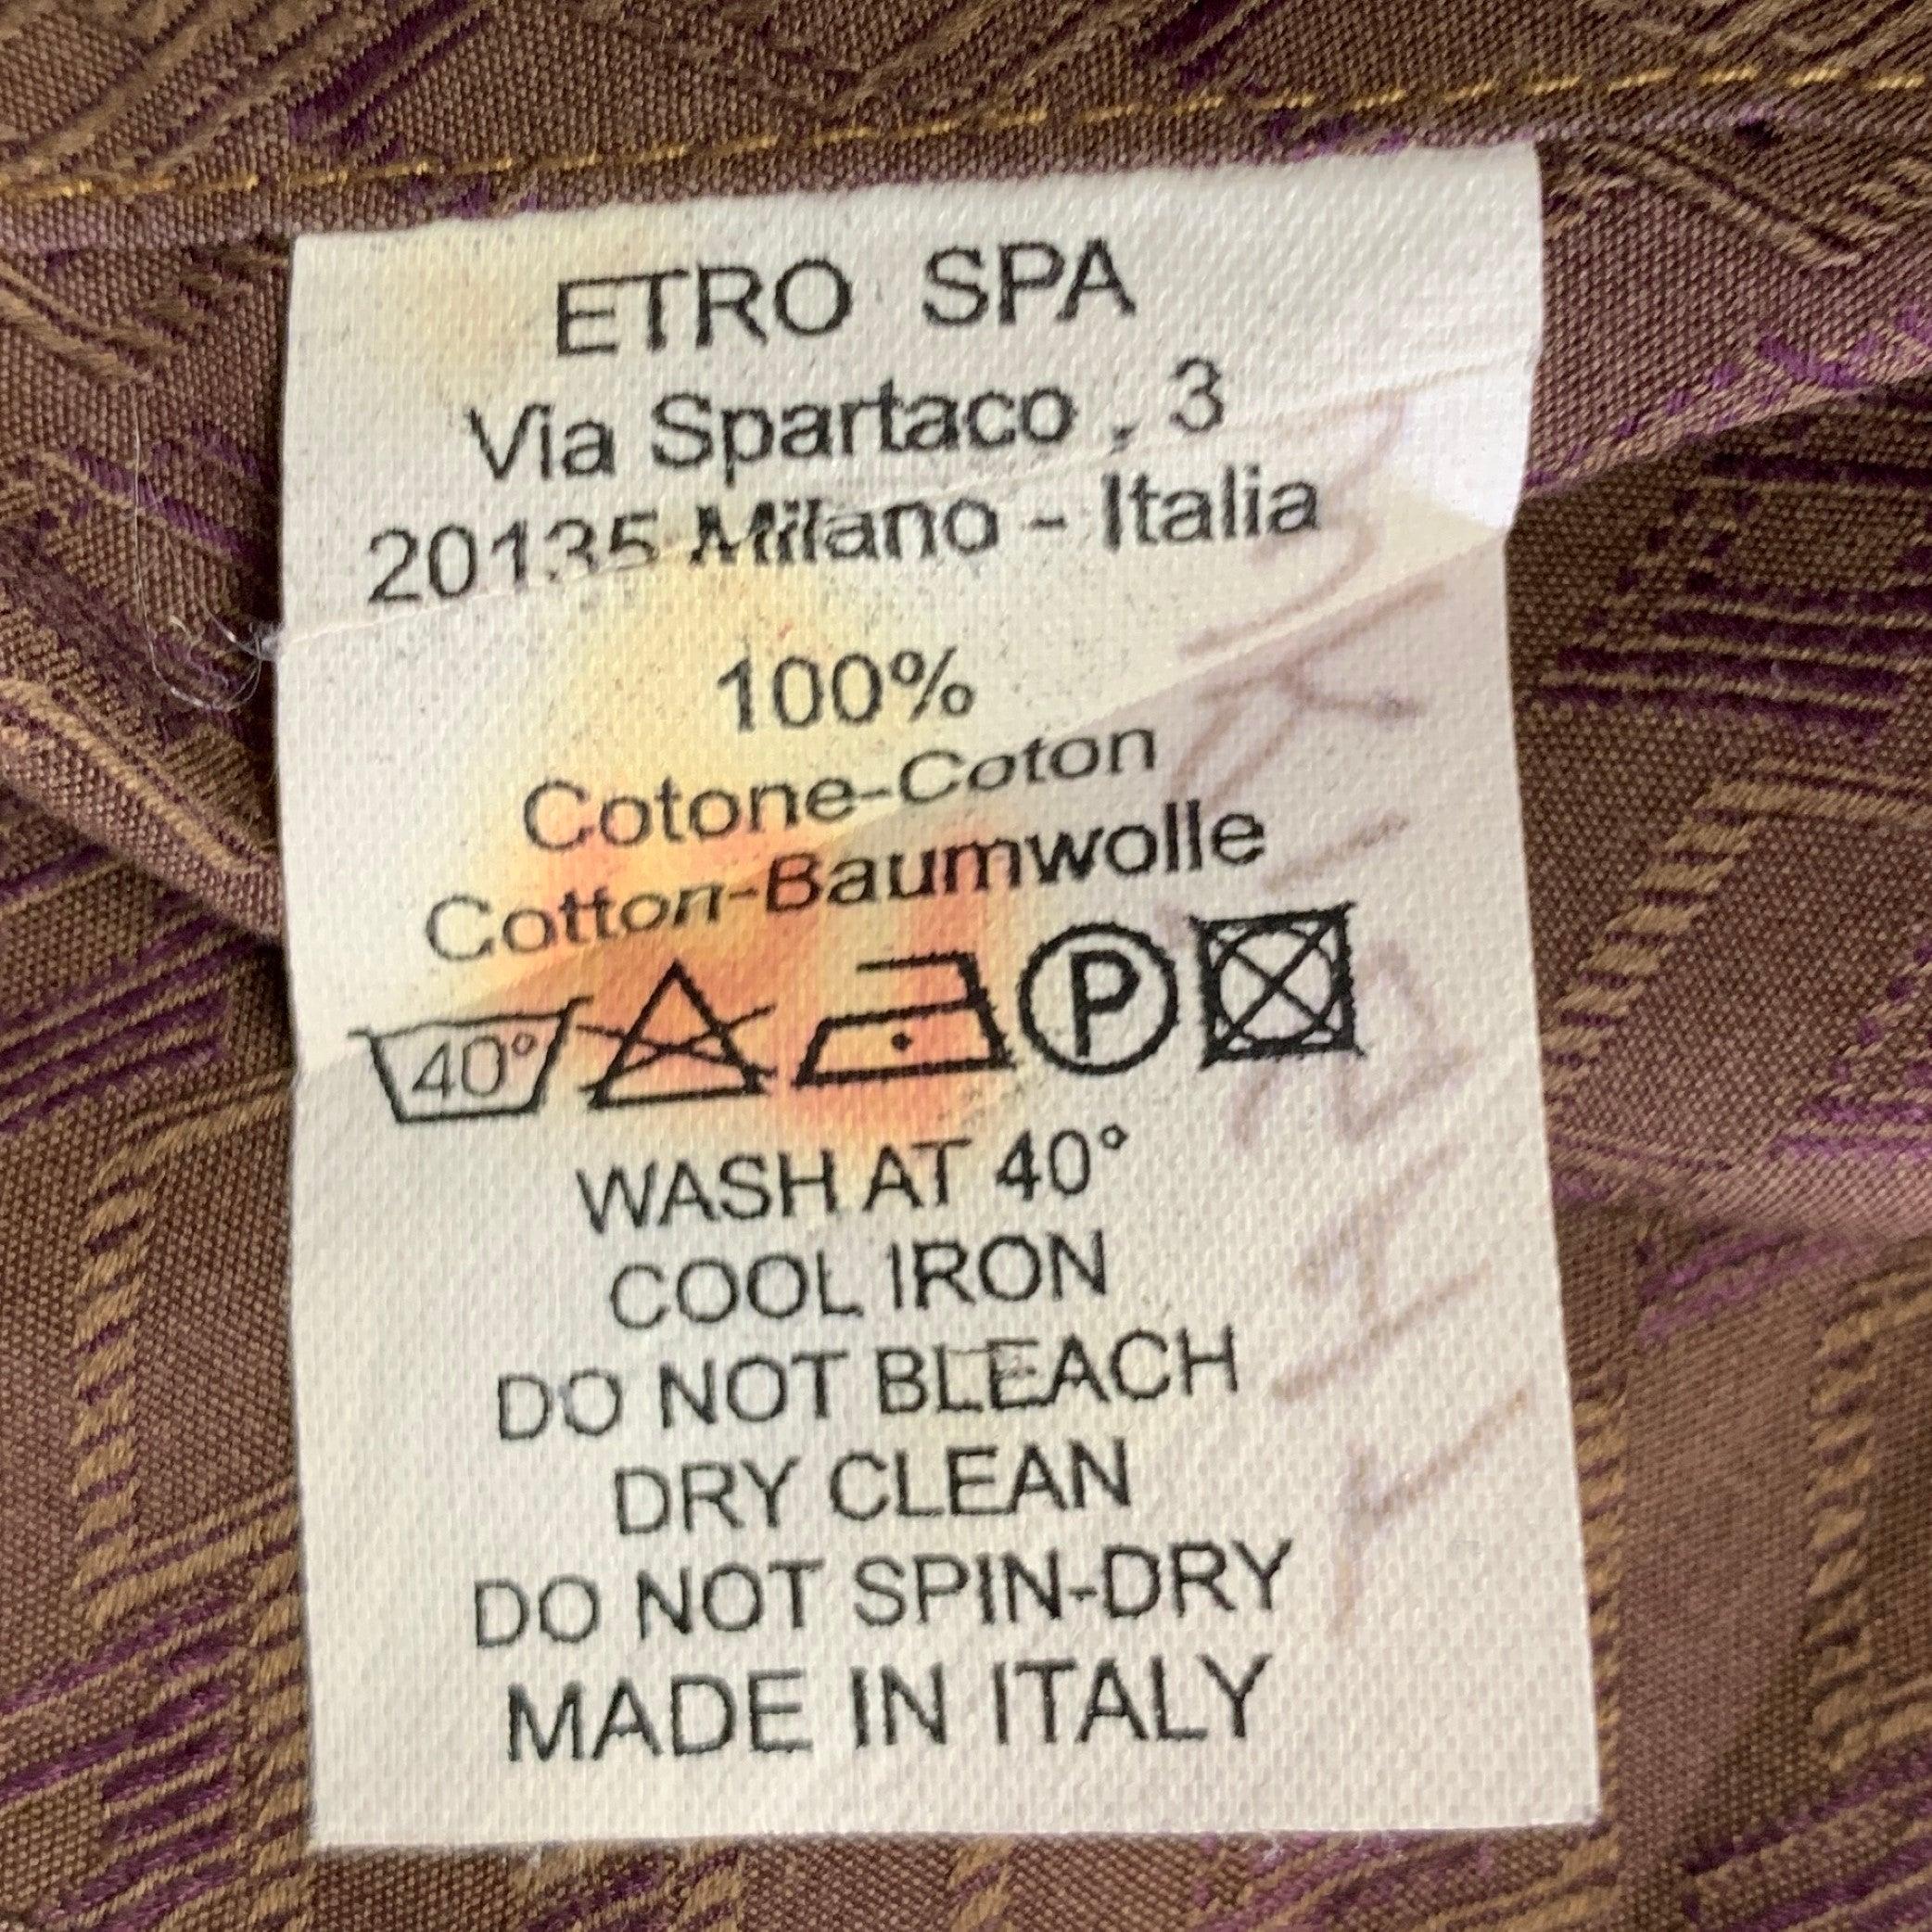 ETRO SPA
Via Spartaco , 3
20135 Milano - Italia
100%
Cotone-Coton
Cotton-Baumwolle
40°
P
WASH AT 40°
COOL IRON
DO NOT BLEACH
DRY CLEAN
DO NOT SPIN-DRY
MADE IN ITALY